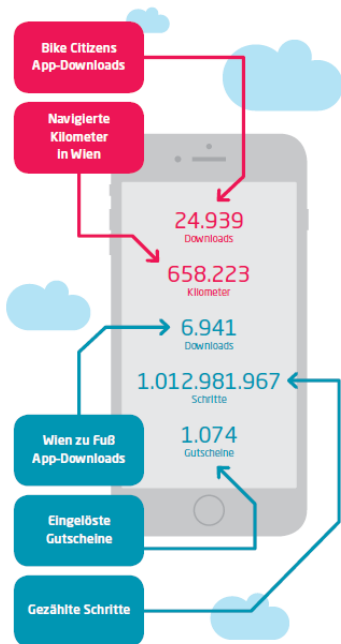 Bike Citizens
App-Downloads
Navigierte
Kilometer
in Wien
24.939
Downloads
658.223
Kilometer
6.941
Downloads
1.012.981.967
Schritte
1.074
Gutscheine
Wien zu Fuß
App-Downloads
Eingelöste
Gutscheine
Gezählte Schritte